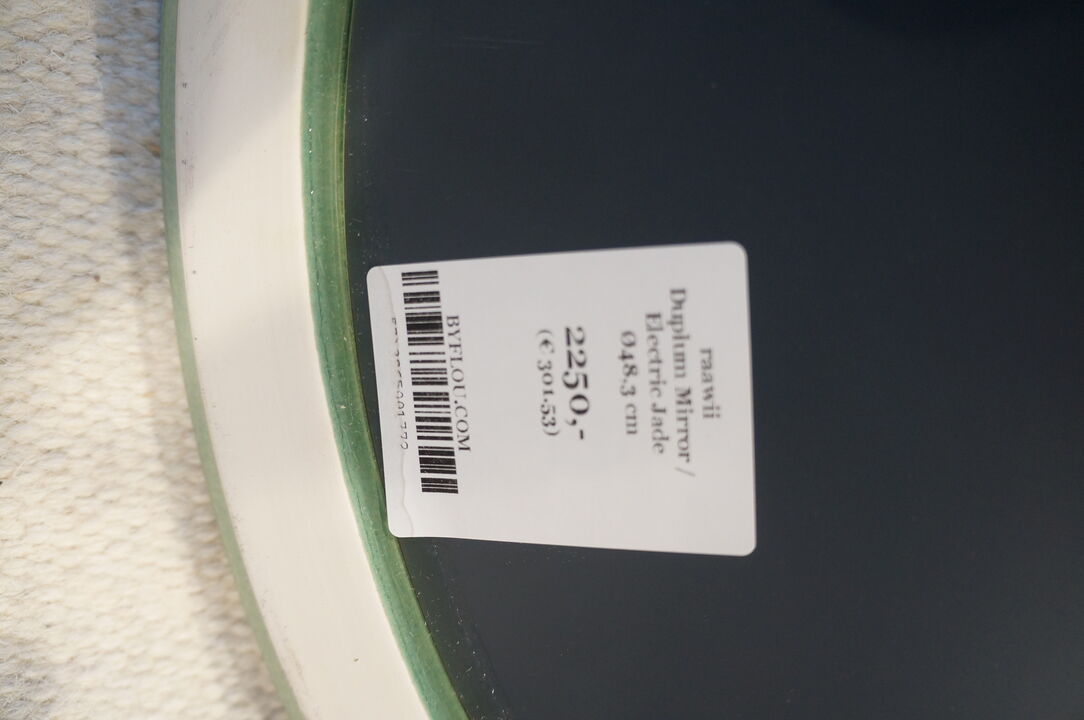 raawii
Duplum Mirror /
Electric Jade
Ø48.3 cm
2250,-
(€ 301.53)
BYFLOU.COM